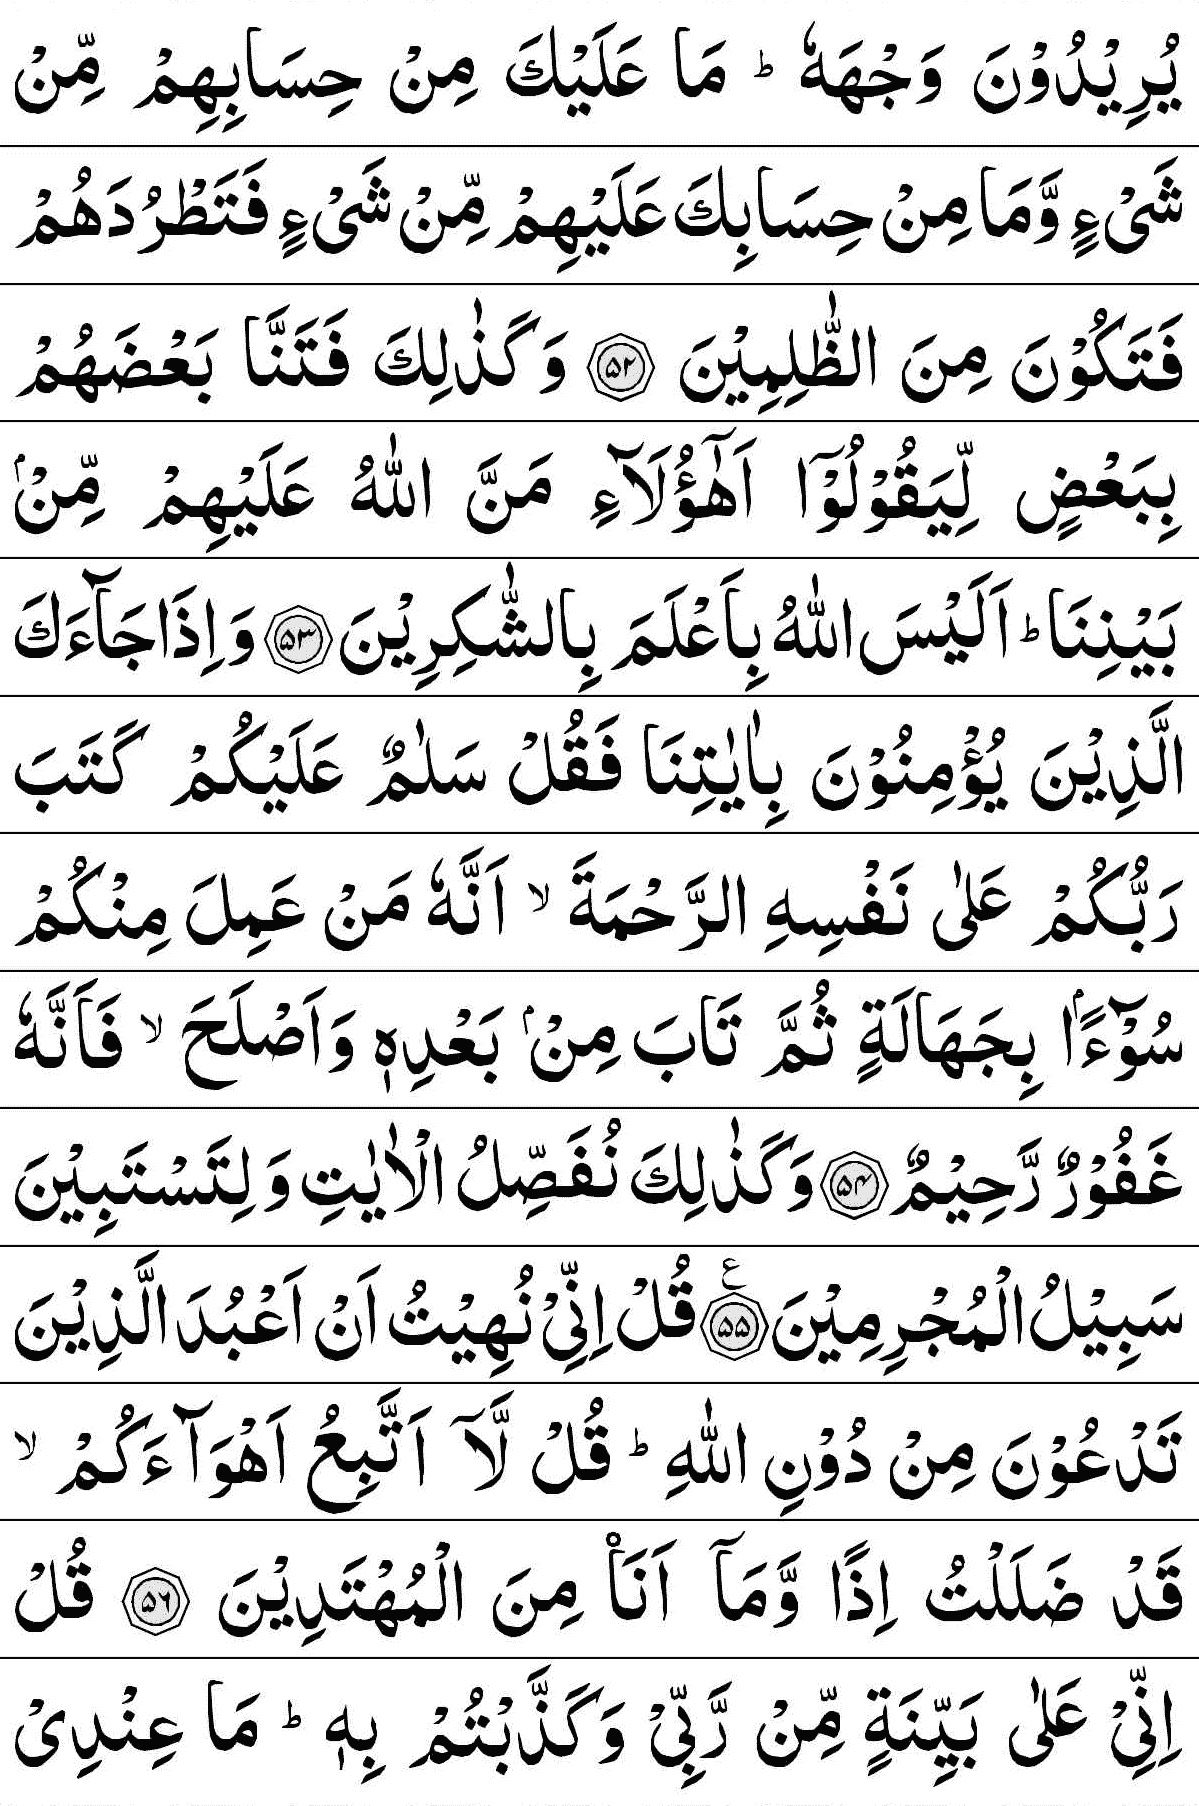 یُرِیْدُوْنَ وَجْهَهٗ ؕ مَا عَلَیْكَ مِنْ حِسَابِهِمْ مِّنْ
شَیْءٍ وَّمَا مِنْ حِسَابِكَ عَلَیْهِمْ مِّنْ شَیْءٍ فَتَطْرُدَهُمْ
فَتَكُوْنَ مِنَ الظّٰلِمِیْنَ ۝۵۲ وَكَذٰلِكَ فَتَنَّا بَعْضَهُمْ
بِبَعْضٍ لِّیَقُوْلُوْۤا اَهٰۤؤُلَآءِ مَنَّ اللّٰهُ عَلَیْهِمْ مِّنْۢ
بَیْنِنَا ؕ اَلَیْسَ اللّٰهُ بِاَعْلَمَ بِالشّٰكِرِیْنَ ۝۵۳ وَاِذَا جَآءَكَ
الَّذِیْنَ یُؤْمِنُوْنَ بِاٰیٰتِنَا فَقُلْ سَلٰمٌ عَلَیْكُمْ كَتَبَ
رَبُّكُمْ عَلٰی نَفْسِهِ الرَّحْمَةَ ۙ اَنَّهٗ مَنْ عَمِلَ مِنْكُمْ
سُوْٓءًۢا بِجَهَالَةٍ ثُمَّ تَابَ مِنْۢ بَعْدِهٖ وَاَصْلَحَ ۙ فَاَنَّهٗ
غَفُوْرٌ رَّحِیْمٌ ۝۵۴ وَكَذٰلِكَ نُفَصِّلُ الْاٰیٰتِ وَلِتَسْتَبِیْنَ
سَبِیْلُ الْمُجْرِمِیْنَ ۝۵۵ ع قُلْ اِنِّیْ نُهِیْتُ اَنْ اَعْبُدَ الَّذِیْنَ
تَدْعُوْنَ مِنْ دُوْنِ اللّٰهِ ؕ قُلْ لَّاۤ اَتَّبِعُ اَهْوَآءَكُمْ ۙ
قَدْ ضَلَلْتُ اِذًا وَّمَاۤ اَنَا۠ مِنَ الْمُهْتَدِیْنَ ۝۵۶ قُلْ
اِنِّیْ عَلٰی بَیِّنَةٍ مِّنْ رَّبِّیْ وَكَذَّبْتُمْ بِهٖ ؕ مَا عِنْدِیْ